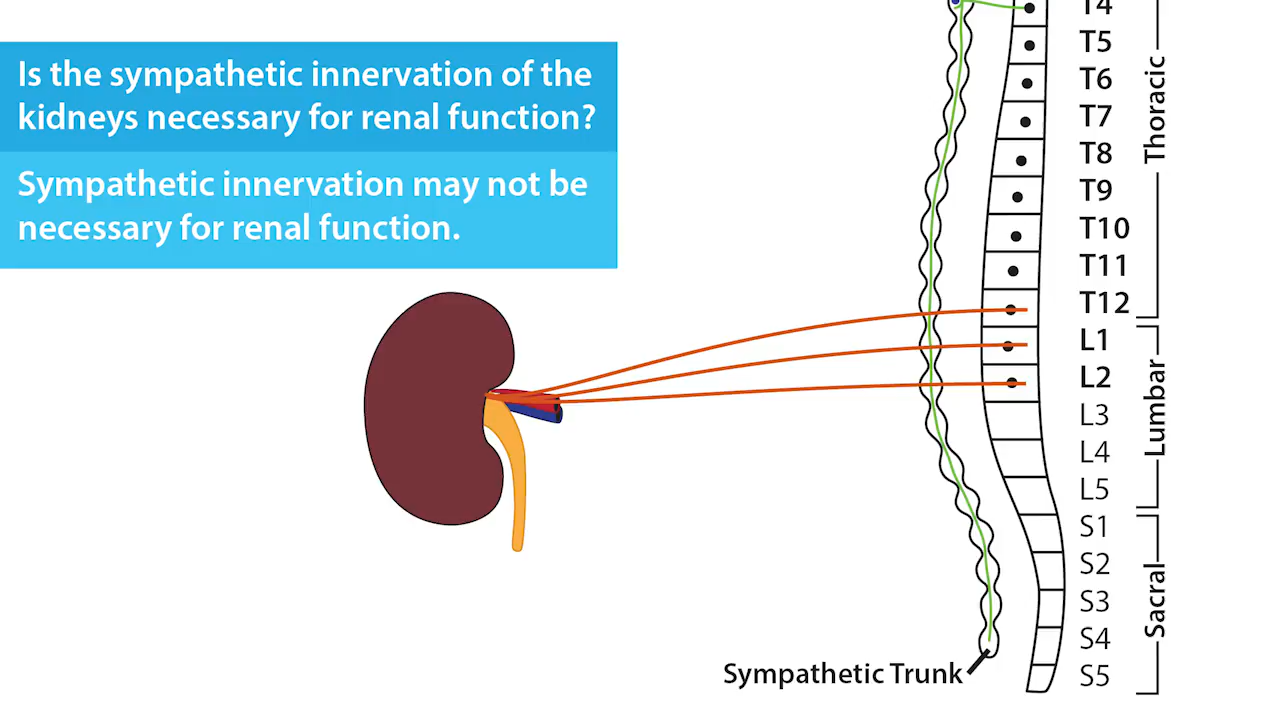 Is the sympathetic innervation of the
kidneys necessary for renal function?
Sympathetic innervation may not be
necessary for renal function.
T4
T5
T6
T7
T8
T9
T10
T11
T12
L1
L2
L3
L4
L5
S1
S2
S3
S4
S5
Thoracic
Lumbar
Sacral
Sympathetic Trunk